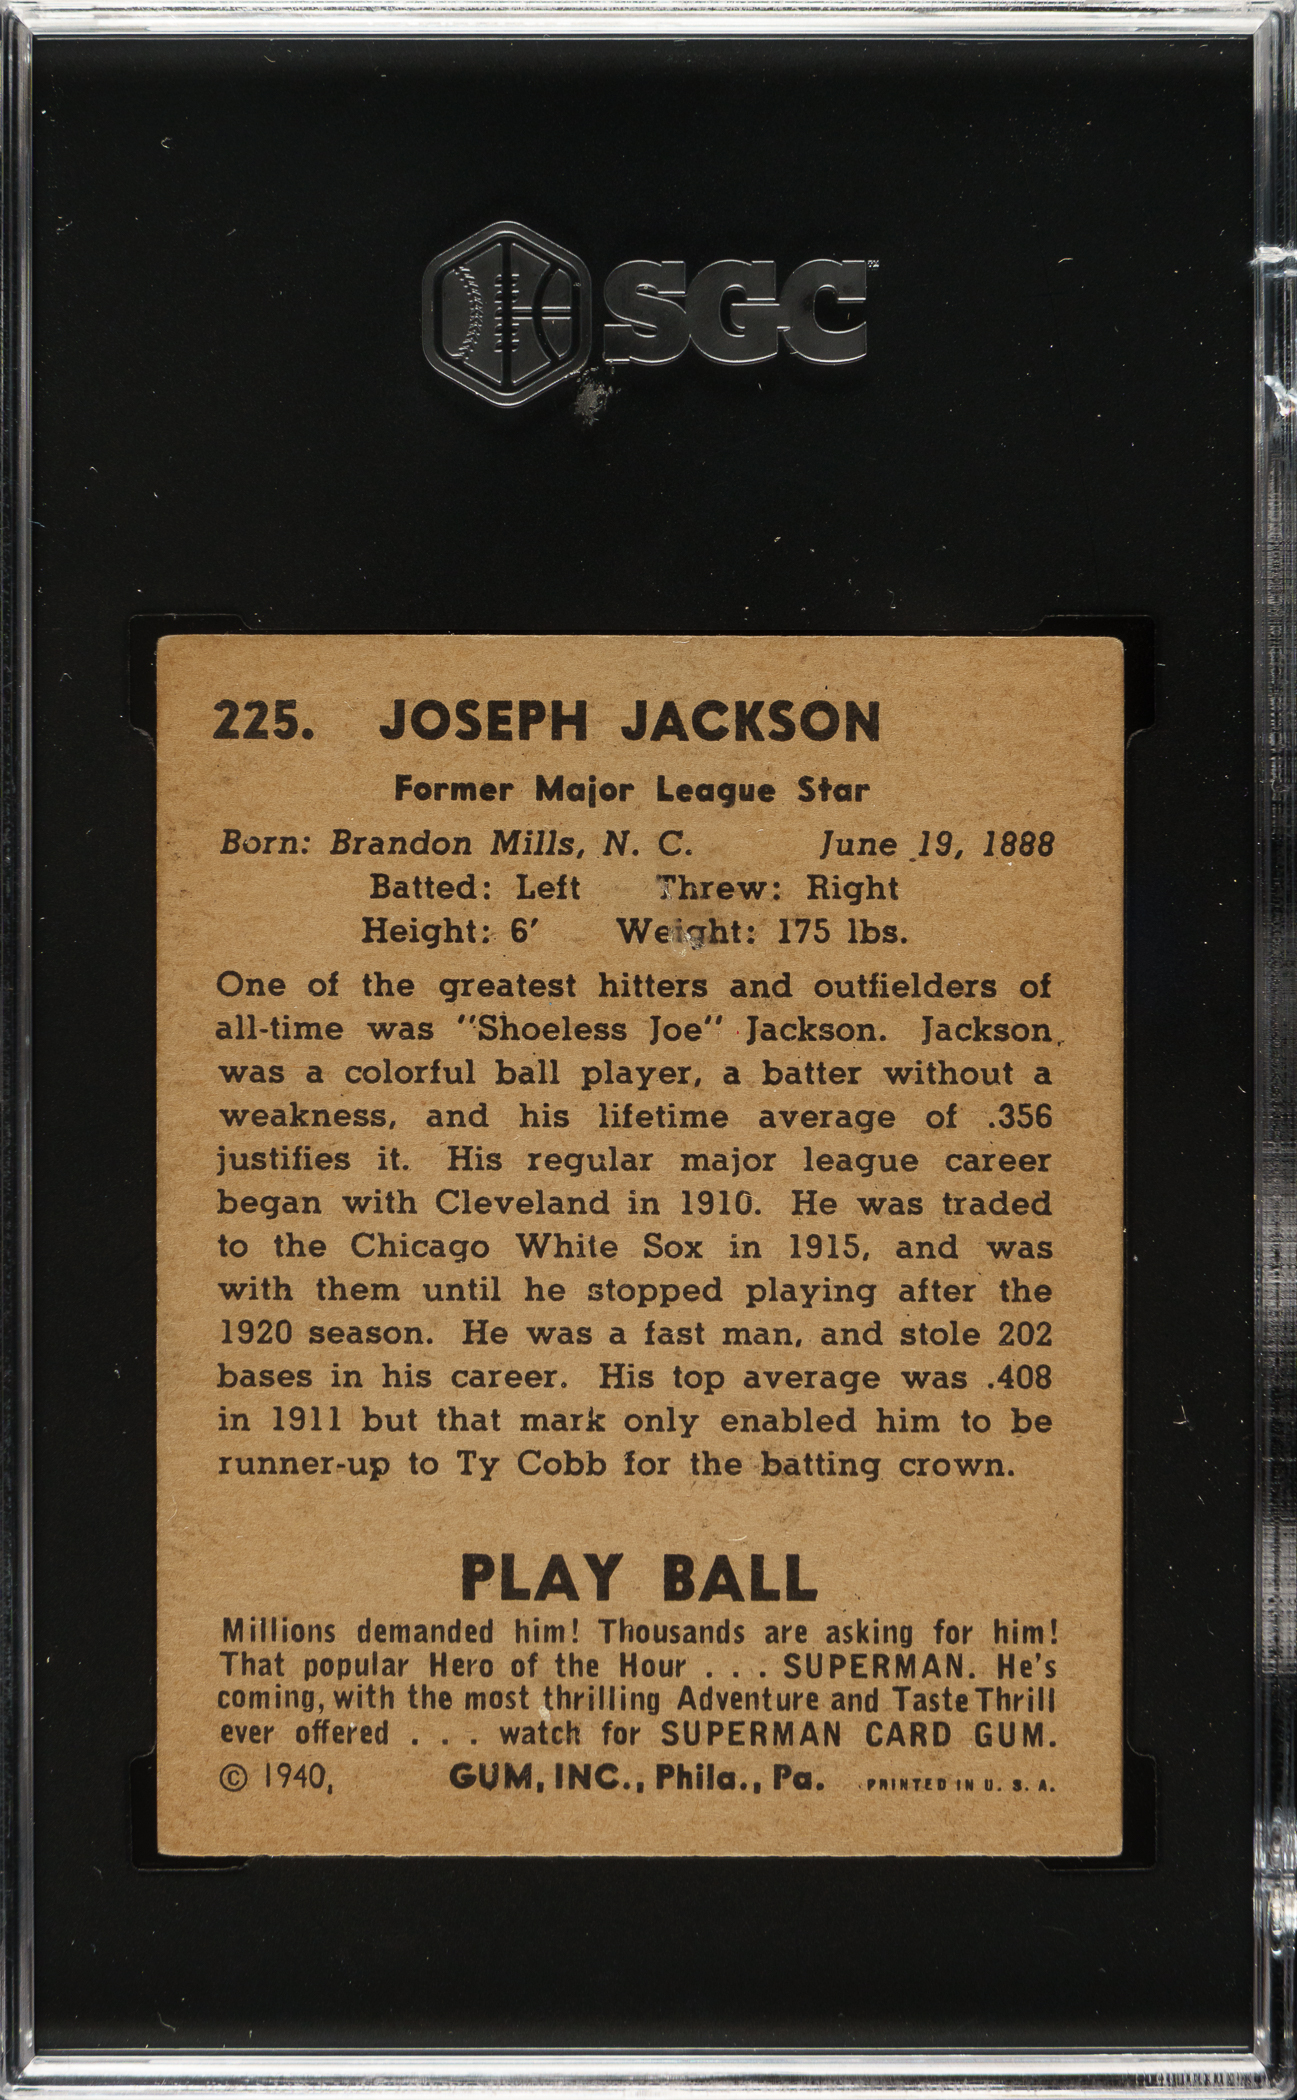 SGC™
225. JOSEPH JACKSON
Former Major League Star
Born: Brandon Mills, N. C. June 19, 1888
Batted: Left Threw: Right
Height: 6′ Weight: 175 lbs.
One of the greatest hitters and outfielders of
all-time was "Shoeless Joe" Jackson. Jackson
was a colorful ball player, a batter without a
weakness, and his lifetime average of .356
justifies it. His regular major league career
began with Cleveland in 1910. He was traded
to the Chicago White Sox in 1915, and was
with them until he stopped playing after the
1920 season. He was a fast man, and stole 202
bases in his career. His top average was .408
in 1911 but that mark only enabled him to be
runner-up to Ty Cobb for the batting crown.
PLAY BALL
Millions demanded him! Thousands are asking for him!
That popular Hero of the Hour . . . SUPERMAN. He's
coming, with the most thrilling Adventure and Taste Thrill
ever offered . . . watch for SUPERMAN CARD GUM.
© 1940, GUM, INC., Phila., Pa. PRINTED IN U. S. A.